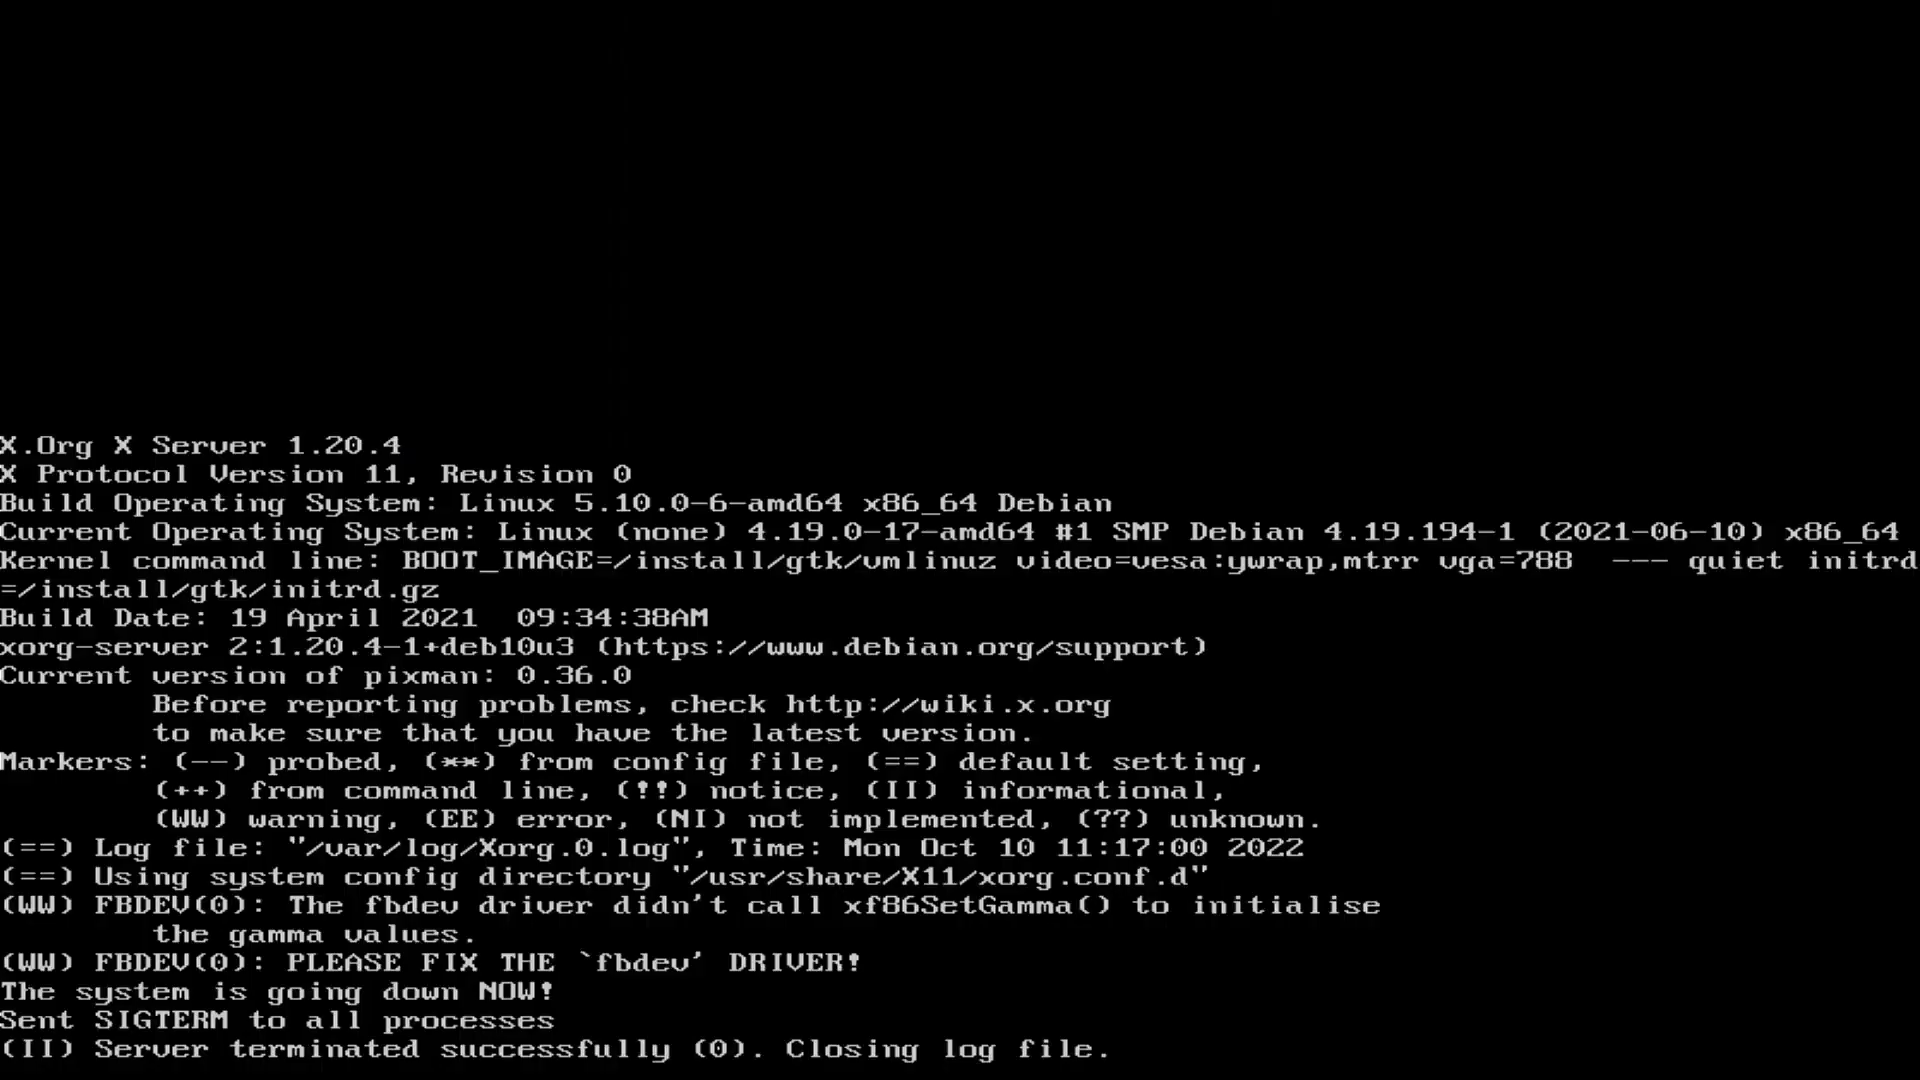 X.Org X Server 1.20.4
X Protocol Version 11, Revision 0
Build Operating System: Linux 5.10.0-6-amd64 x86_64 Debian
Current Operating System: Linux (none) 4.19.0-17-amd64 #1 SMP Debian 4.19.194-1 (2021-06-10) x86_64
Kernel command line: BOOT_IMAGE=/install/gtk/vmlinuz video=vesa:ywrap,mtrr vga=788  --- quiet initrd
=/install/gtk/initrd.gz
Build Date: 19 April 2021  09:34:38AM
xorg-server 2:1.20.4-1+deb10u3 (https://www.debian.org/support)
Current version of pixman: 0.36.0
        Before reporting problems, check http://wiki.x.org
        to make sure that you have the latest version.
Markers: (--) probed, (**) from config file, (==) default setting,
        (++) from command line, (!!) notice, (II) informational,
        (WW) warning, (EE) error, (NI) not implemented, (??) unknown.
(==) Log file: "/var/log/Xorg.0.log", Time: Mon Oct 10 11:17:00 2022
(==) Using system config directory "/usr/share/X11/xorg.conf.d"
(WW) FBDEV(0): The fbdev driver didn't call xf86SetGamma() to initialise
        the gamma values.
(WW) FBDEV(0): PLEASE FIX THE `fbdev' DRIVER!
The system is going down NOW!
Sent SIGTERM to all processes
(II) Server terminated successfully (0). Closing log file.